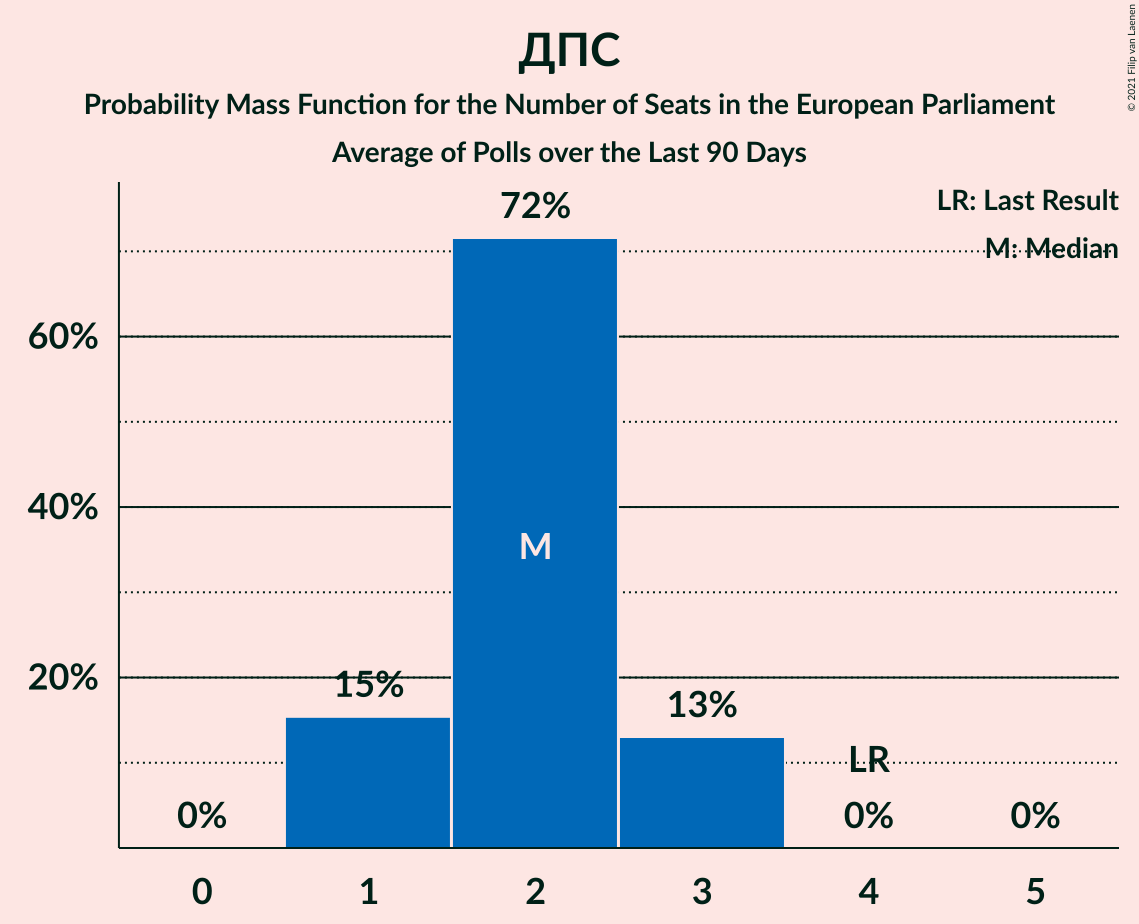 ДПС
Probability Mass Function for the Number of Seats in the European Parliament
Average of Polls over the Last 90 Days
© 2021 Filip van Laenen
LR: Last Result
M: Median
72%
60%
40%
M
20%
15%
13%
LR
0%
0%
0%
0 1 2 3 4 5